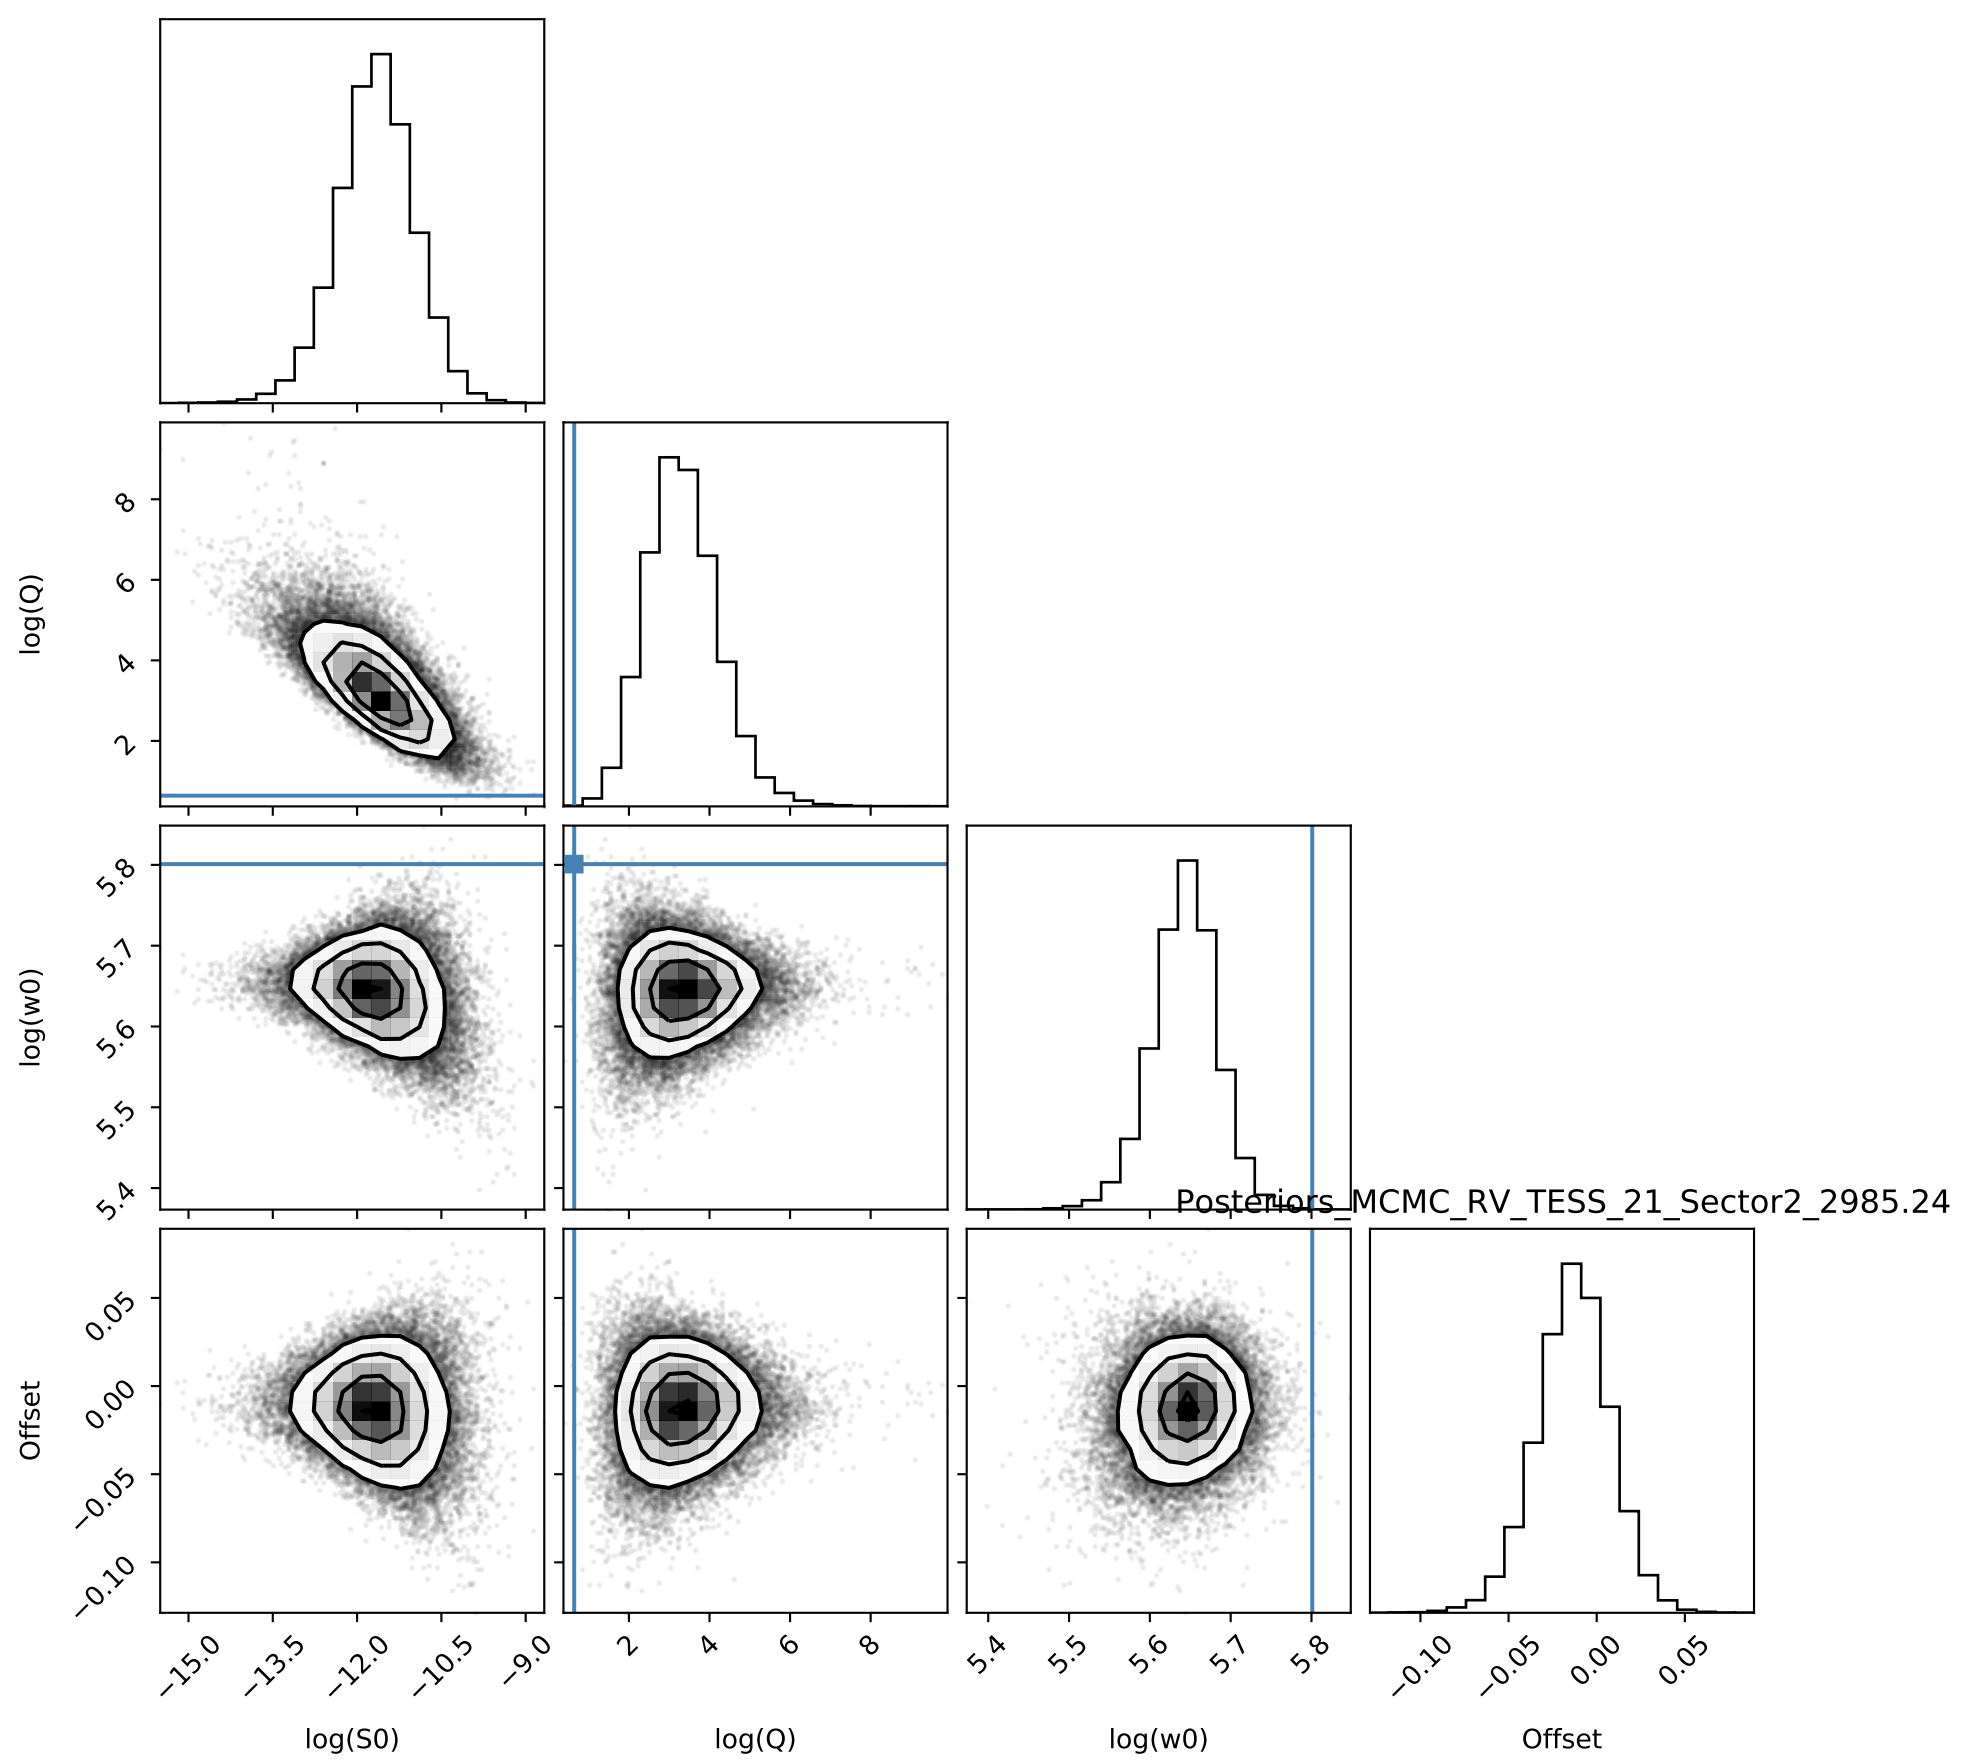 log(Q)
8
6
4
2
log(w0)
5.8
5.7
5.6
5.5
5.4
Posteriors_MCMC_RV_TESS_21_Sector2_2985.24
Offset
0.05
0.00
−0.05
−0.10
−15.0 −13.5 −12.0 −10.5 −9.0 2 4 6 8 5.4 5.5 5.6 5.7 5.8 −0.10 −0.05 0.00 0.05
log(S0) log(Q) log(w0) Offset